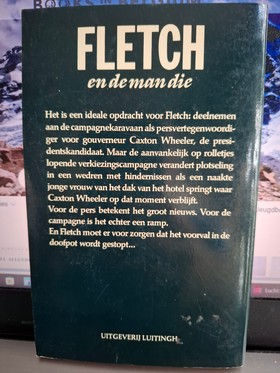 FLETCH
en de man die
Het is een ideale opdracht voor Fletch: deelnemen
aan de campagnekaravaan als persvertegenwoordi-
ger voor gouverneur Caxton Wheeler, de presi-
dentskandidaat. Maar de aanvankelijk op rolletjes
lopende verkiezingscampagne verandert plotseling
in een wedren met hindernissen als een naakte
jonge vrouw van het dak van het hotel springt waar
Caxton Wheeler op dat moment verblijft.
Voor de pers betekent het groot nieuws. Voor de
campagne is het echter een ramp.
En Fletch moet er voor zorgen dat het voorval in de
doofpot wordt gestopt...
UITGEVERIJ LUITINGH